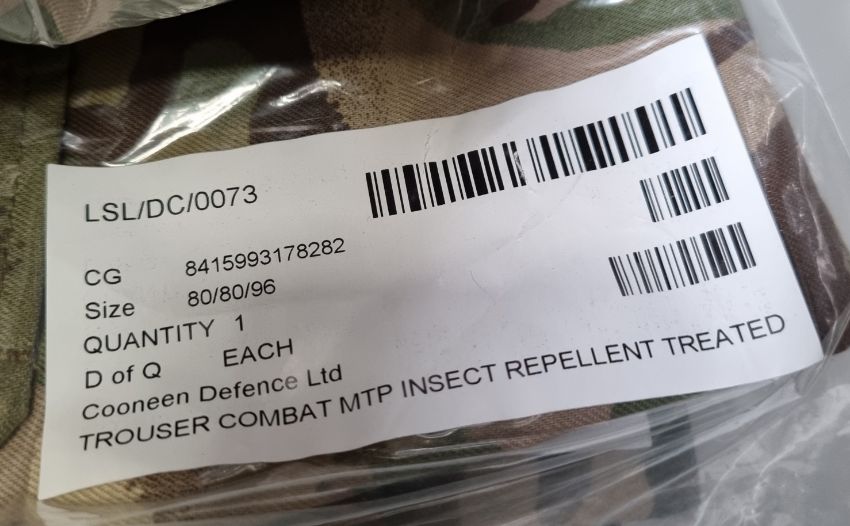 LSL/DC/0073
CG 8415993178282
Size 80/80/96
QUANTITY 1
D of Q EACH
Cooneen Defence Ltd
TROUSER COMBAT MTP INSECT REPELLENT TREATED